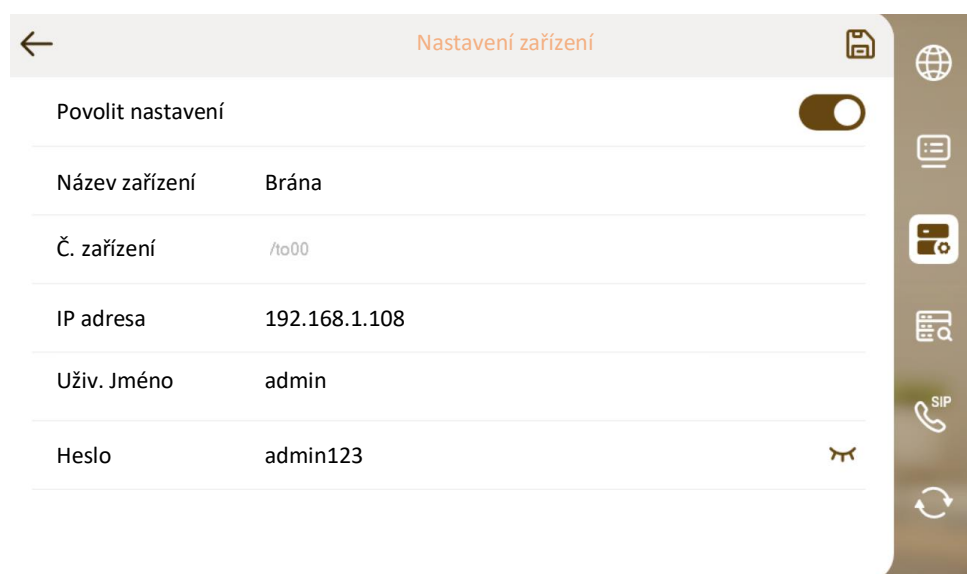 Nastavení zařízení
Povolit nastavení
Název zařízení Brána
Č. zařízení /to00
IP adresa 192.168.1.108
Uživ. Jméno admin
SIP
Heslo admin123